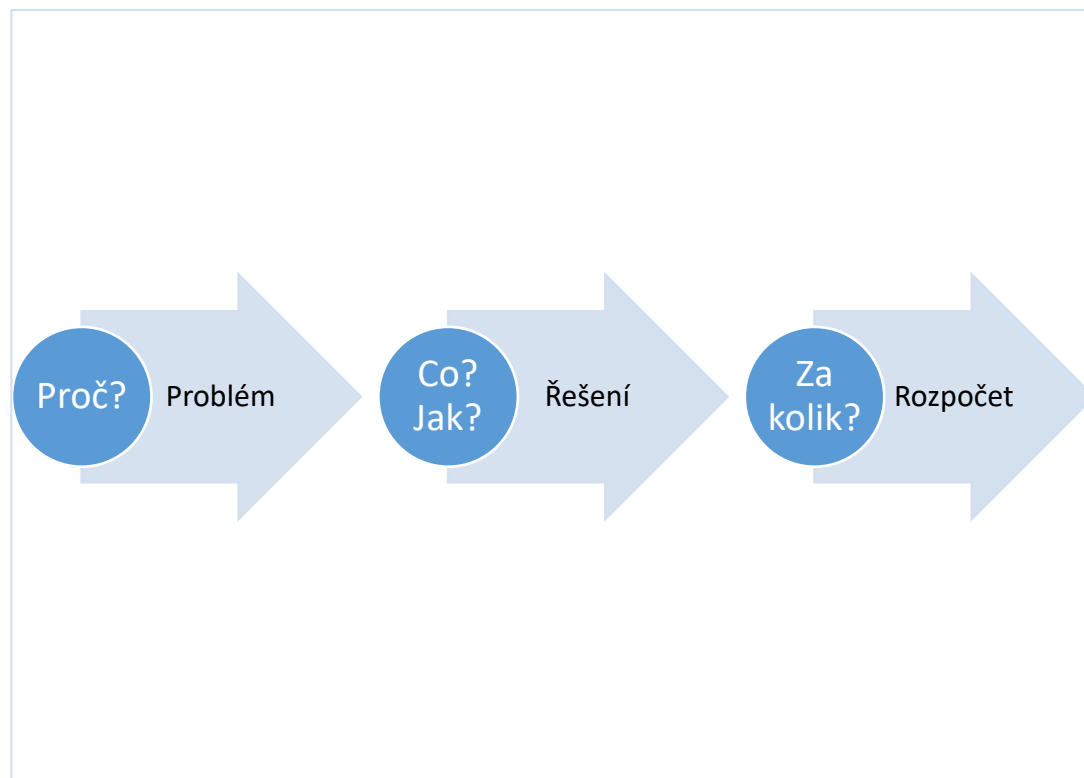 Proč?
Problém
Co?
Jak?
Řešení
Za
kolik?
Rozpočet